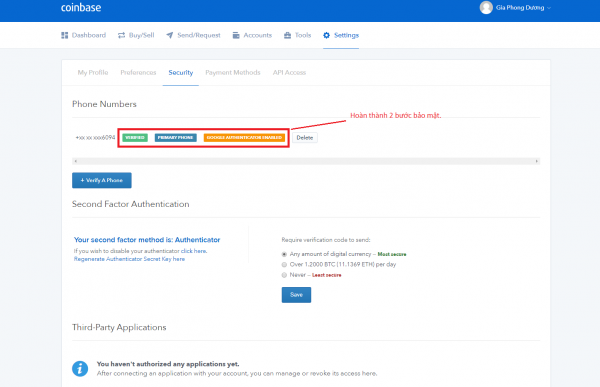 coinbase
Gia Phong Dương
Dashboard Buy/Sell Send/Request Accounts Tools Settings
My Profile Preferences Security Payment Methods API Access
Phone Numbers
Hoàn thành 2 bước bảo mật.
+xx xx xxx6094 VERIFIED PRIMARY PHONE GOOGLE AUTHENTICATOR ENABLED Delete
+ Verify A Phone
Second Factor Authentication
Your second factor method is: Authenticator
If you wish to disable your authenticator click here.
Regenerate Authenticator Secret Key here
Require verification code to send:
Any amount of digital currency – Most secure
Over 1.2000 BTC (11.1369 ETH) per day
Never – Least secure
Save
Third-Party Applications
You haven't authorized any applications yet.
After connecting an application with your account, you can manage or revoke its access here.